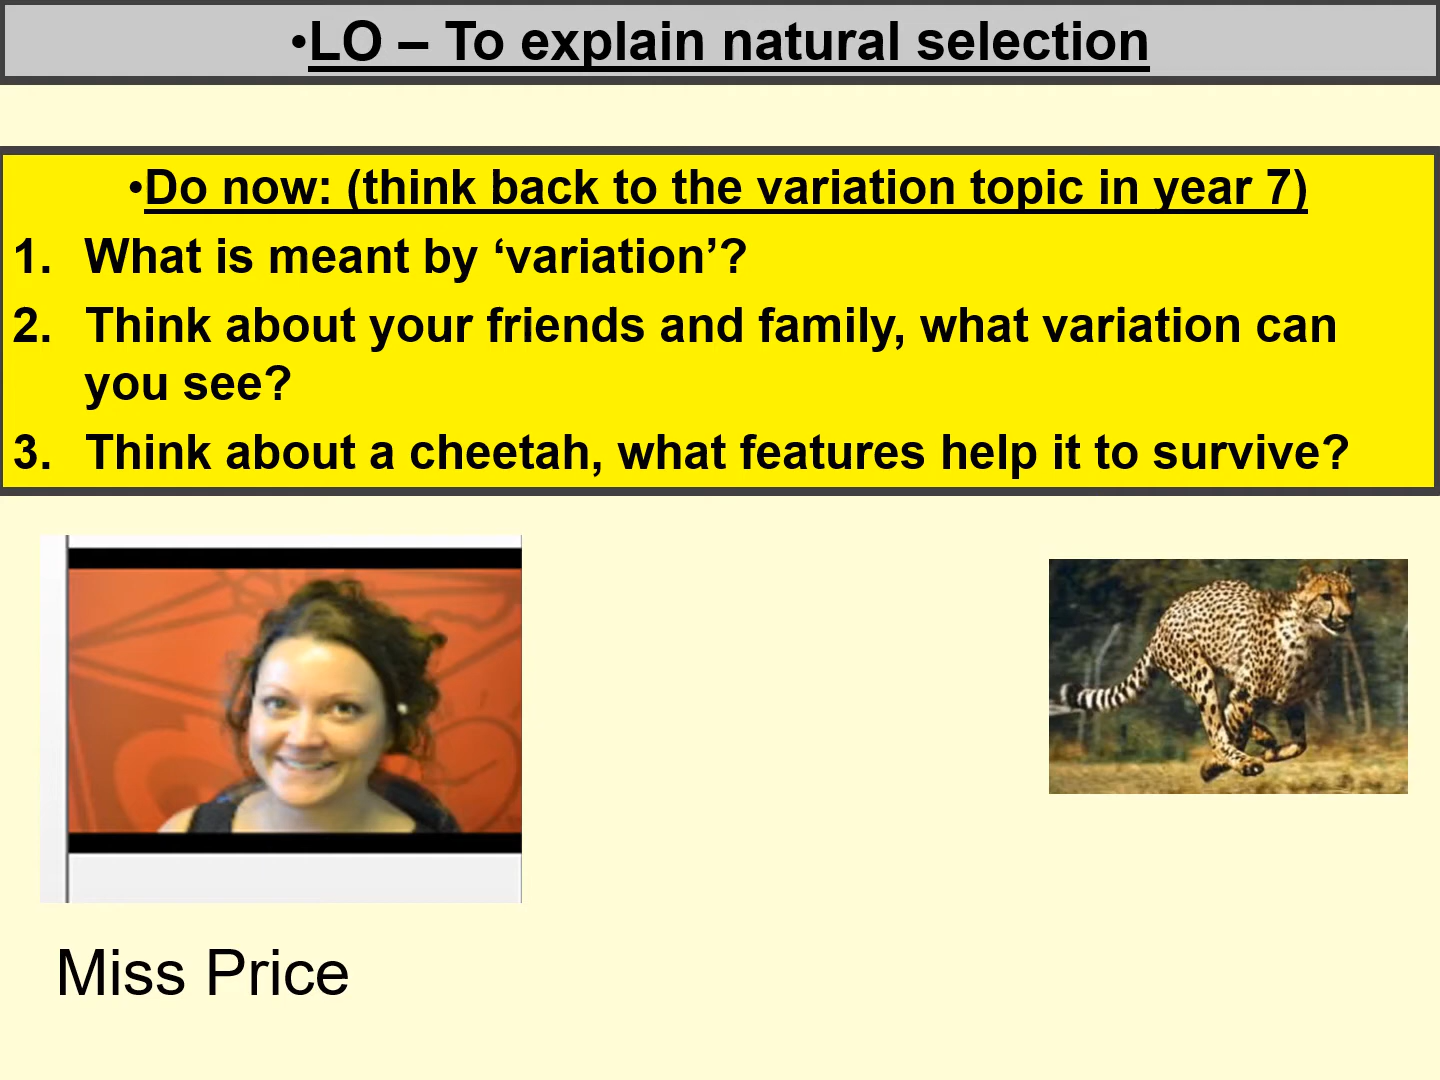 •LO – To explain natural selection
•Do now: (think back to the variation topic in year 7)
1. What is meant by ‘variation’?
2. Think about your friends and family, what variation can
you see?
3. Think about a cheetah, what features help it to survive?
Miss Price